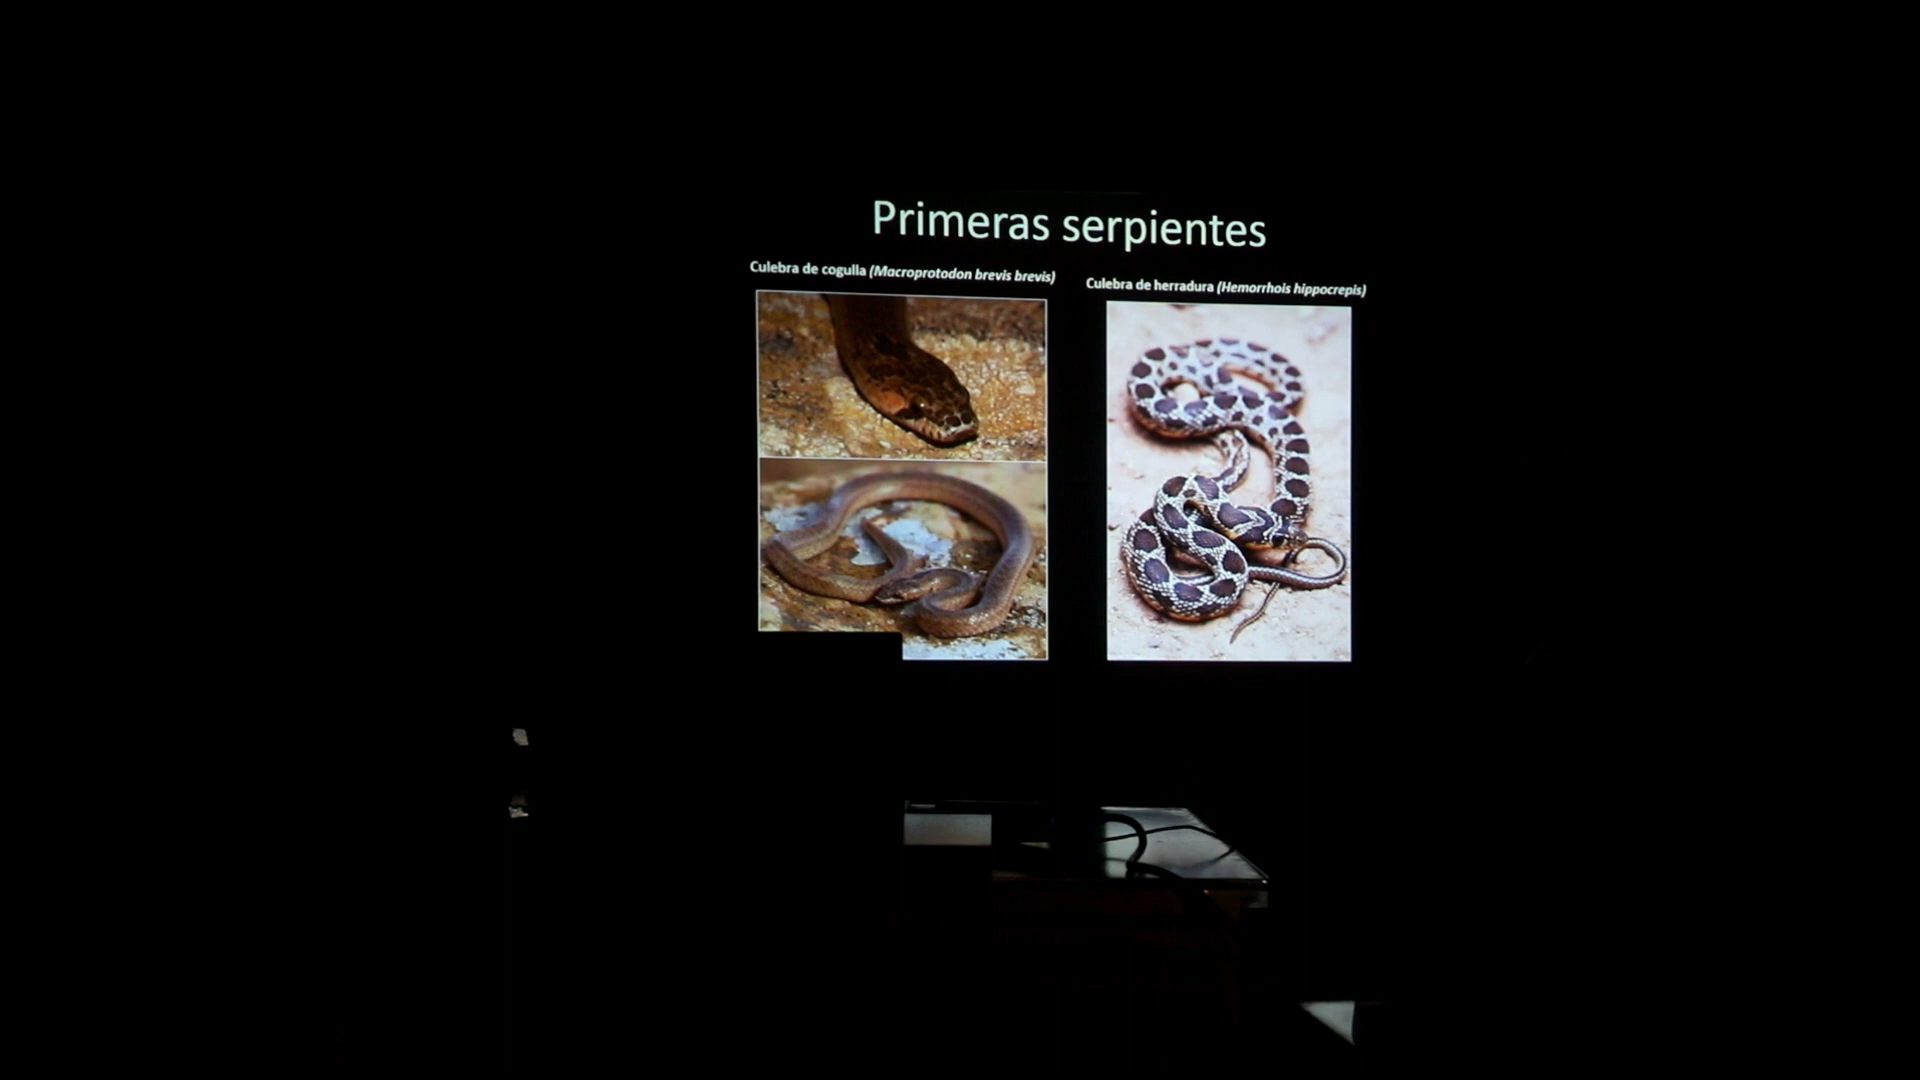 Primeras serpientes
Culebra de cogulla (Macroprotodon brevis brevis)
Culebra de herradura (Hemorrhois hippocrepis)